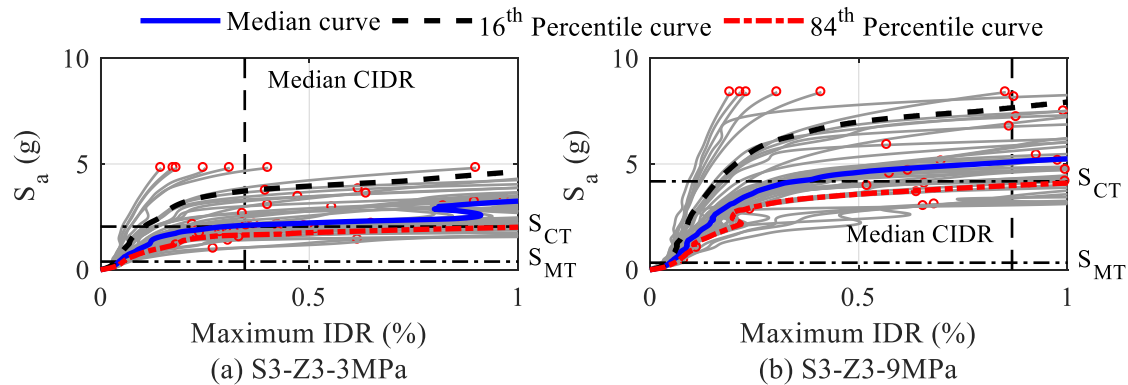 Median curve 16th Percentile curve 84th Percentile curve
10
5
0
Sa (g)
Median CIDR
SCT
SMT
0 0.5 1
Maximum IDR (%)
(a) S3-Z3-3MPa
10
5
0
Sa (g)
Median CIDR
SCT
SMT
0 0.5 1
Maximum IDR (%)
(b) S3-Z3-9MPa